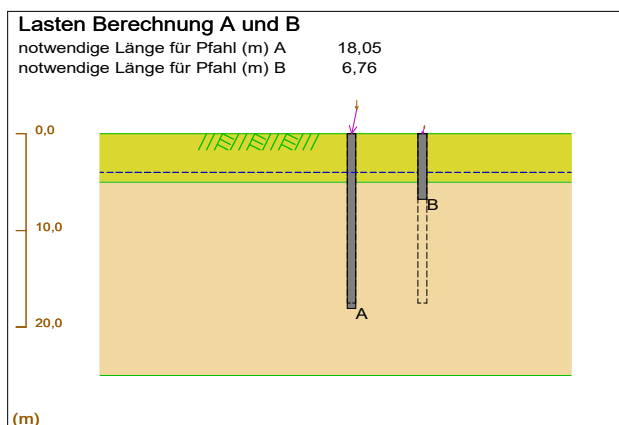 Lasten Berechnung A und B
notwendige Länge für Pfahl (m) A 18,05
notwendige Länge für Pfahl (m) B 6,76
0,0
B
10,0
A
20,0
(m)